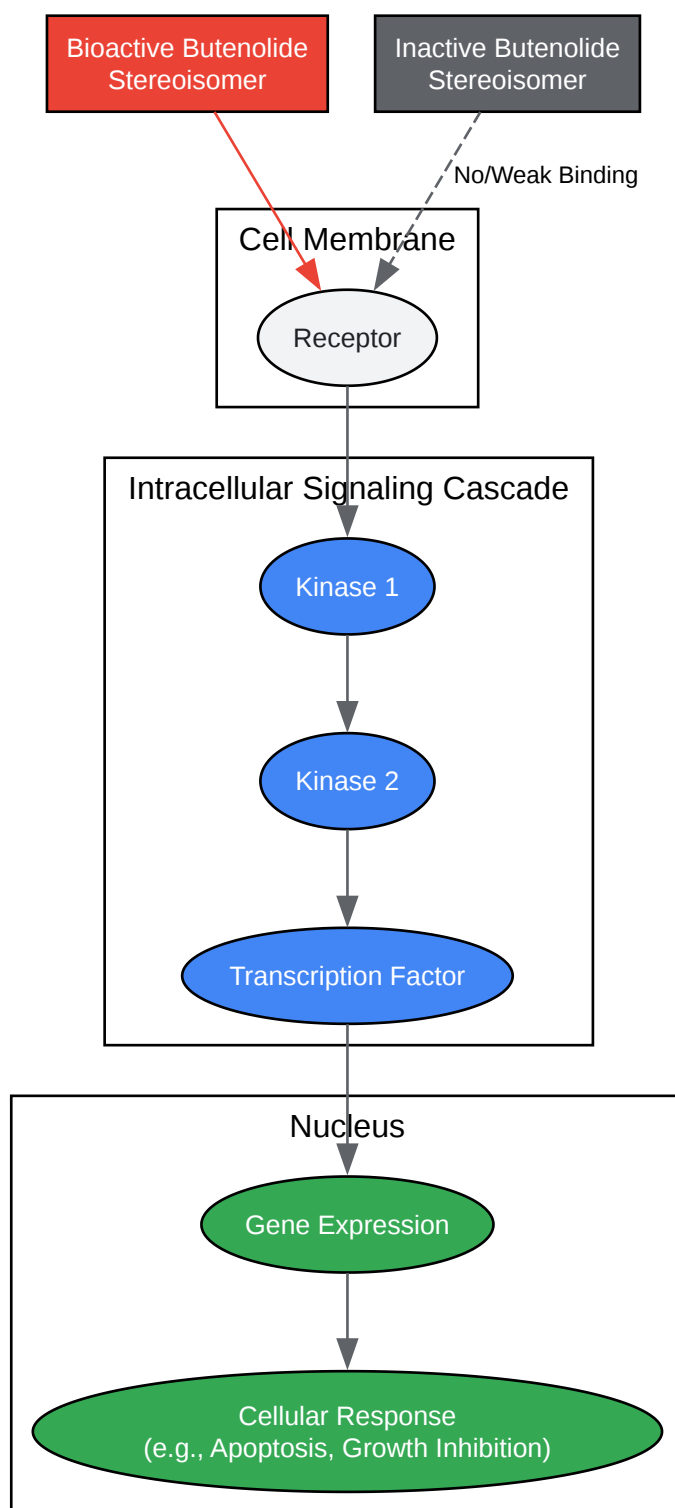 Bioactive Butenolide
Stereoisomer
Inactive Butenolide
Stereoisomer
No/Weak Binding
Cell Membrane
Receptor
Intracellular Signaling Cascade
Kinase 1
Kinase 2
Transcription Factor
Nucleus
Gene Expression
Cellular Response
(e.g., Apoptosis, Growth Inhibition)